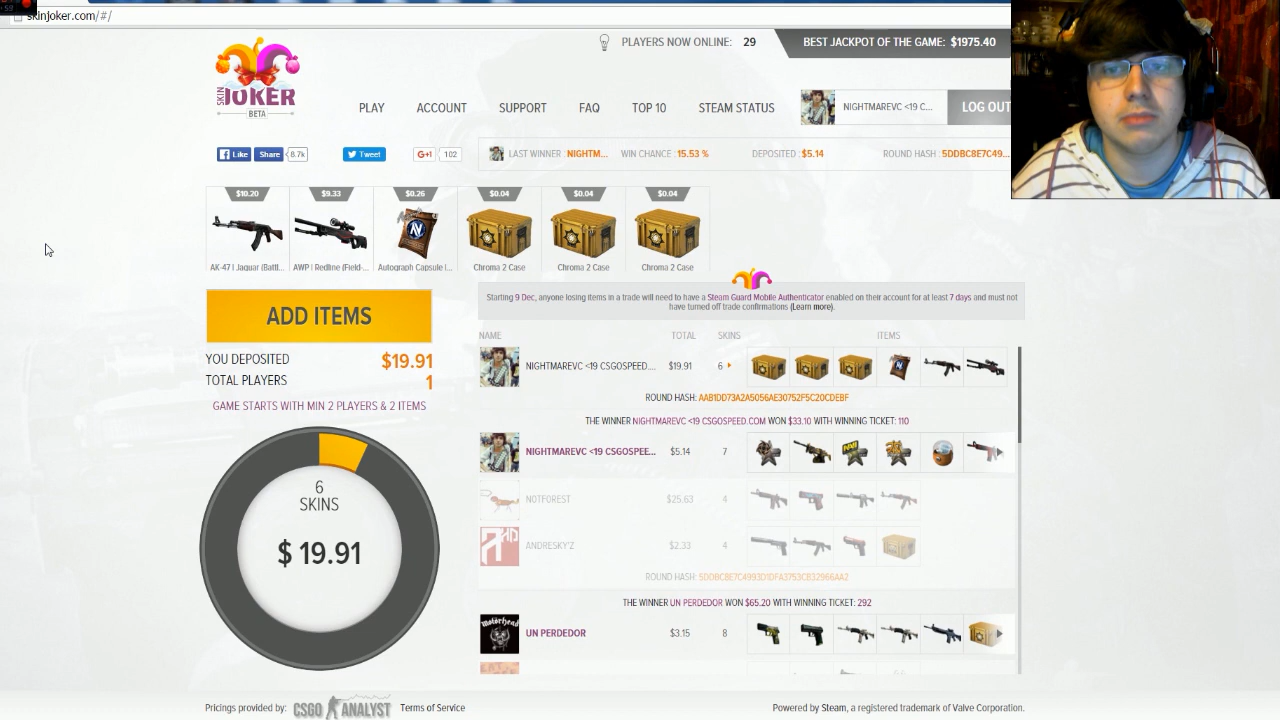 skinjoker.com/#/
PLAYERS NOW ONLINE: 29
BEST JACKPOT OF THE GAME: $1975.40
SKIN JOKER
BETA
PLAY ACCOUNT SUPPORT FAQ TOP 10 STEAM STATUS
NIGHTMAREVC <19 C...
LOG OUT
Like Share 8.7k
Tweet
G+1 102
LAST WINNER : NIGHTM... WIN CHANCE : 15.53 % DEPOSITED : $5.14 ROUND HASH : 5DDBC8E7C49...
$10.20 $9.33 $0.26 $0.04 $0.04 $0.04
AK-47 | Jaguar (Battl... AWP | Redline (Field-... Autograph Capsule |... Chroma 2 Case Chroma 2 Case Chroma 2 Case
ADD ITEMS
YOU DEPOSITED $19.91
TOTAL PLAYERS 1
GAME STARTS WITH MIN 2 PLAYERS & 2 ITEMS
6
SKINS
$ 19.91
Starting 9 Dec, anyone losing items in a trade will need to have a Steam Guard Mobile Authenticator enabled on their account for at least 7 days and must not
have turned off trade confirmations (Learn more).
NAME TOTAL SKINS ITEMS
NIGHTMAREVC <19 CSGOSPEED.... $19.91 6
ROUND HASH: AAB1DD73A2A5056AE30752F5C20CDEBF
THE WINNER NIGHTMAREVC <19 CSGOSPEED.COM WON $33.10 WITH WINNING TICKET: 110
NIGHTMAREVC <19 CSGOSPEE... $5.14 7
NOTFOREST $25.63 4
ANDRESKY'Z $2.33 4
ROUND HASH: 5DDBC8E7C4993D1DFA3753CB32966AA2
THE WINNER UN PERDEDOR WON $65.20 WITH WINNING TICKET: 292
Motörhead
UN PERDEDOR $3.15 8
Pricings provided by: CSGO ANALYST Terms of Service
Powered by Steam, a registered trademark of Valve Corporation.